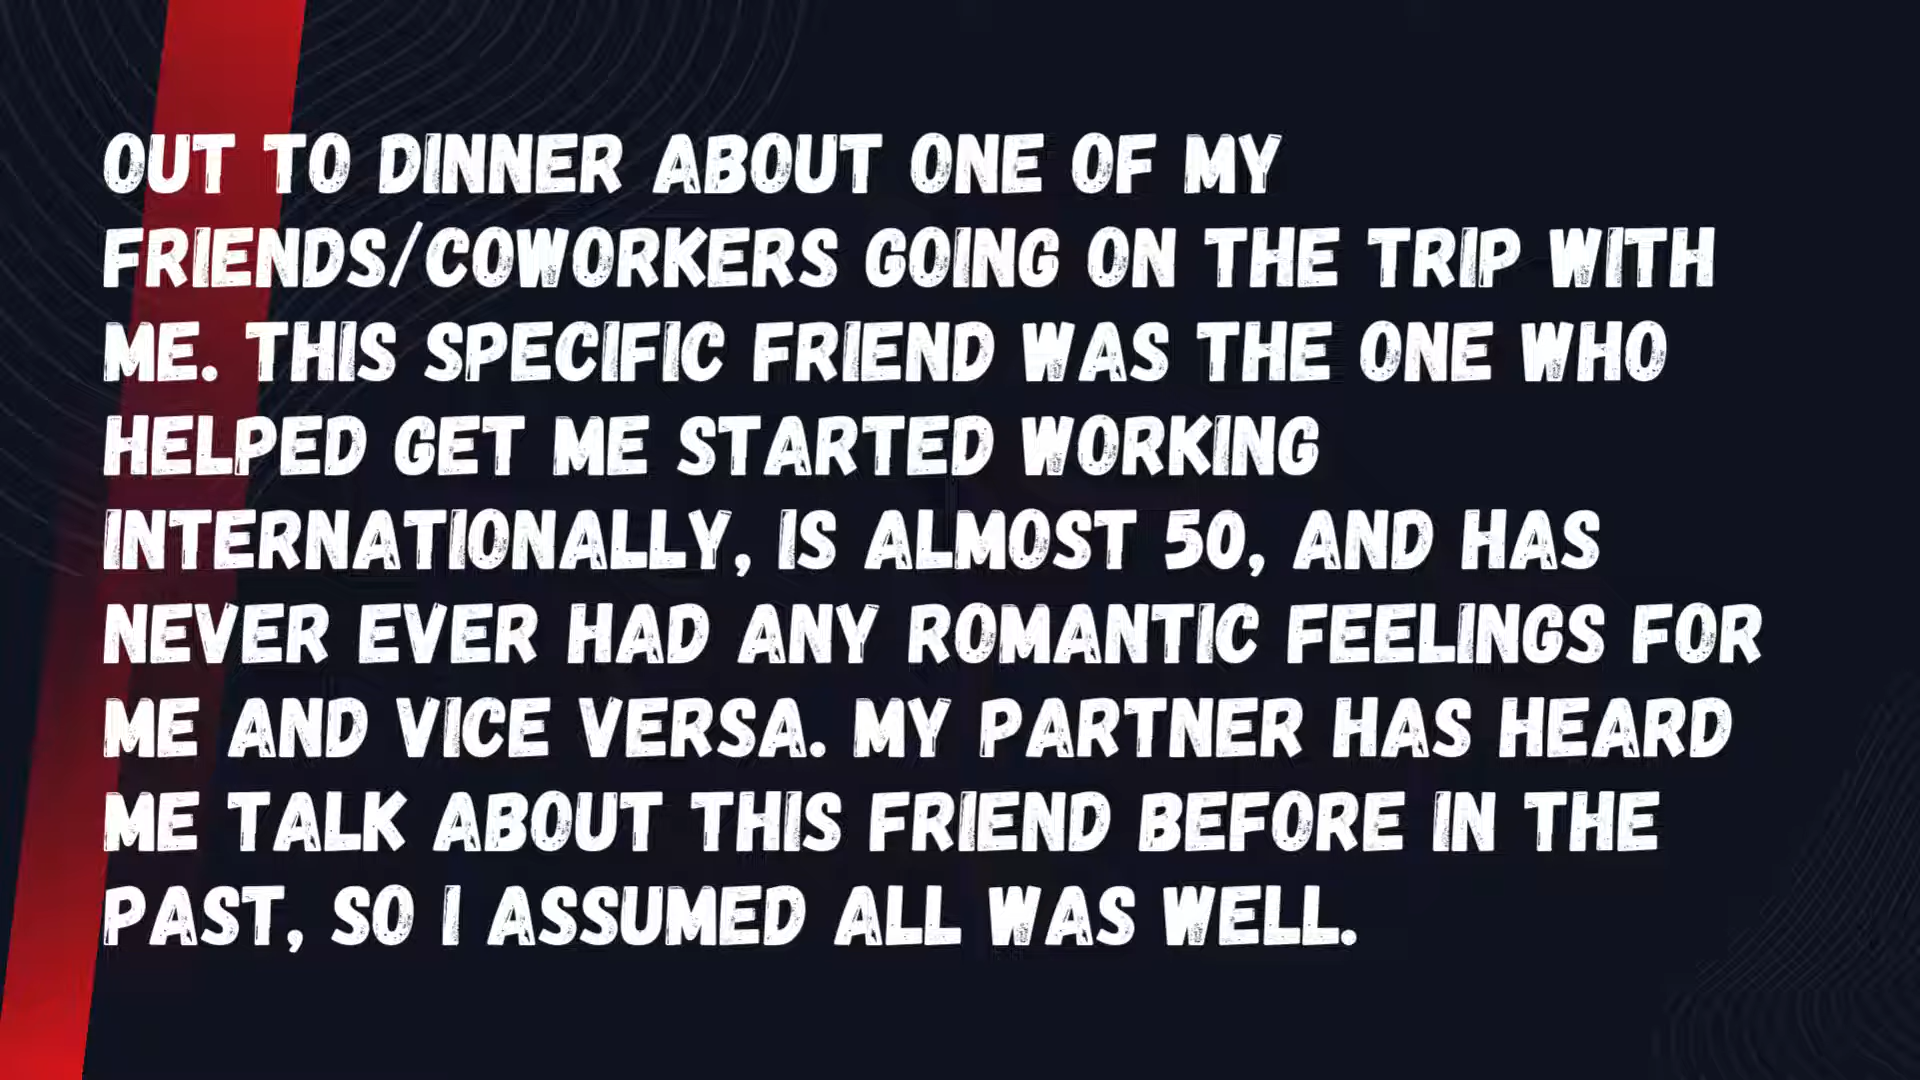 OUT TO DINNER ABOUT ONE OF MY
FRIENDS/COWORKERS GOING ON THE TRIP WITH
ME. THIS SPECIFIC FRIEND WAS THE ONE WHO
HELPED GET ME STARTED WORKING
INTERNATIONALLY, IS ALMOST 50, AND HAS
NEVER EVER HAD ANY ROMANTIC FEELINGS FOR
ME AND VICE VERSA. MY PARTNER HAS HEARD
ME TALK ABOUT THIS FRIEND BEFORE IN THE
PAST, SO I ASSUMED ALL WAS WELL.